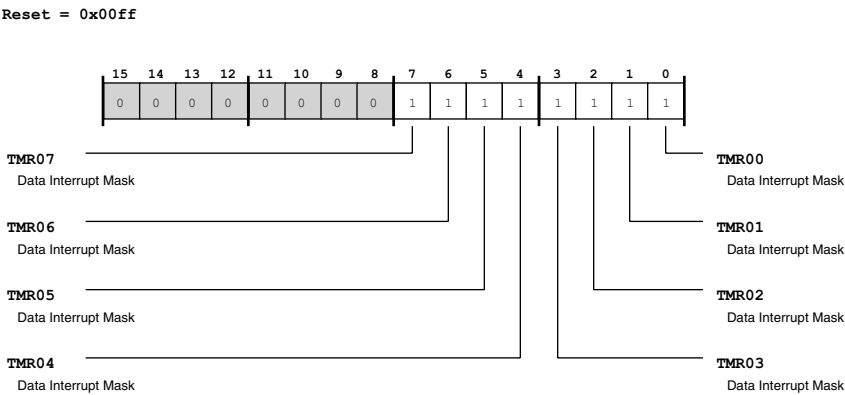 Reset = 0x00ff
15 14 13 12 11 10 9 8 7 6 5 4 3 2 1 0
0 0 0 0 0 0 0 0 1 1 1 1 1 1 1 1
TMR07 TMR00
Data Interrupt Mask Data Interrupt Mask
TMR06 TMR01
Data Interrupt Mask Data Interrupt Mask
TMR05 TMR02
Data Interrupt Mask Data Interrupt Mask
TMR04 TMR03
Data Interrupt Mask Data Interrupt Mask